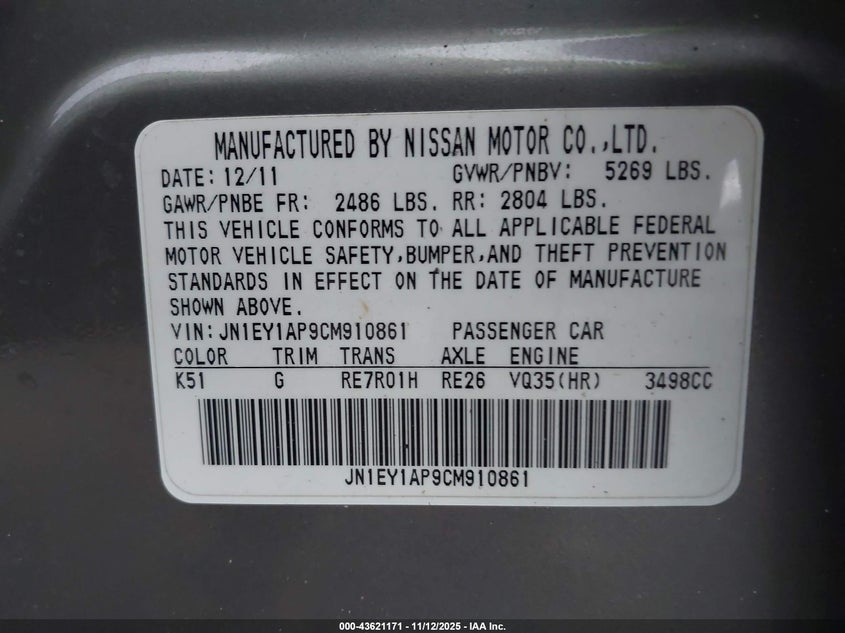 MANUFACTURED BY NISSAN MOTOR CO.,LTD.
DATE: 12/11 GVWR/PNBV: 5269 LBS.
GAWR/PNBE FR: 2486 LBS. RR: 2804 LBS.
THIS VEHICLE CONFORMS TO ALL APPLICABLE FEDERAL
MOTOR VEHICLE SAFETY,BUMPER,AND THEFT PREVENTION
STANDARDS IN EFFECT ON THE DATE OF MANUFACTURE
SHOWN ABOVE.
VIN: JN1EY1AP9CM910861 PASSENGER CAR
COLOR TRIM TRANS AXLE ENGINE
K51 G RE7R01H RE26 VQ35(HR) 3498CC
JN1EY1AP9CM910861
000-43621171 - 11/12/2025 - IAA Inc.